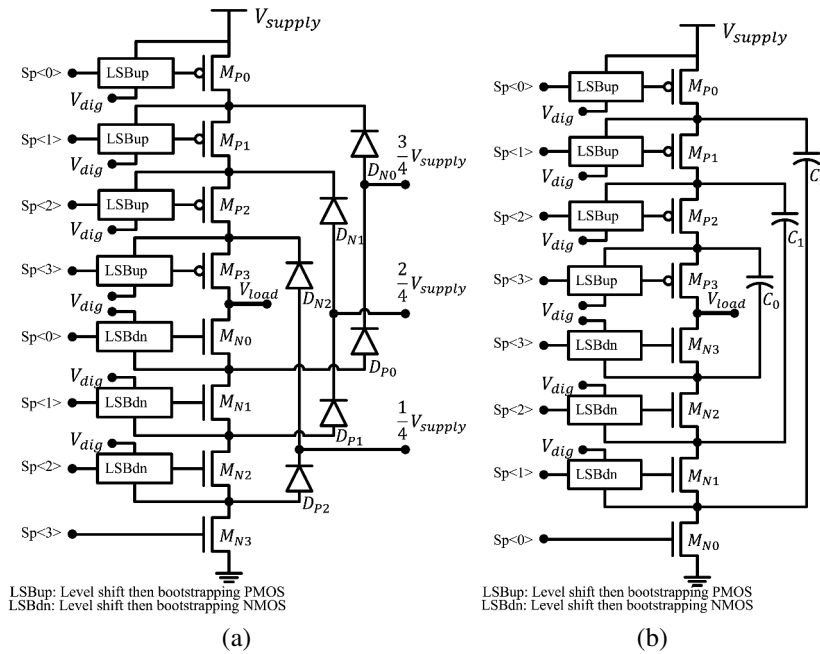 V_supply
Sp<0> LSBup M_P0
V_dig
Sp<1> LSBup M_P1
V_dig
D_N0 3/4 V_supply
Sp<2> LSBup M_P2
V_dig
D_N1
Sp<3> LSBup M_P3
V_dig
D_N2 2/4 V_supply
V_load
Sp<0> LSBdn M_N0
D_P0
V_dig
Sp<1> LSBdn M_N1
D_P1 1/4 V_supply
V_dig
Sp<2> LSBdn M_N2
D_P2
Sp<3> M_N3
LSBup: Level shift then bootstrapping PMOS
LSBdn: Level shift then bootstrapping NMOS
(a)
V_supply
Sp<0> LSBup M_P0
V_dig
Sp<1> LSBup M_P1
C
V_dig
Sp<2> LSBup M_P2
C_1
V_dig
Sp<3> LSBup M_P3
C_0
V_dig
V_load
Sp<3> LSBdn M_N3
V_dig
Sp<2> LSBdn M_N2
V_dig
Sp<1> LSBdn M_N1
Sp<0> M_N0
LSBup: Level shift then bootstrapping PMOS
LSBdn: Level shift then bootstrapping NMOS
(b)